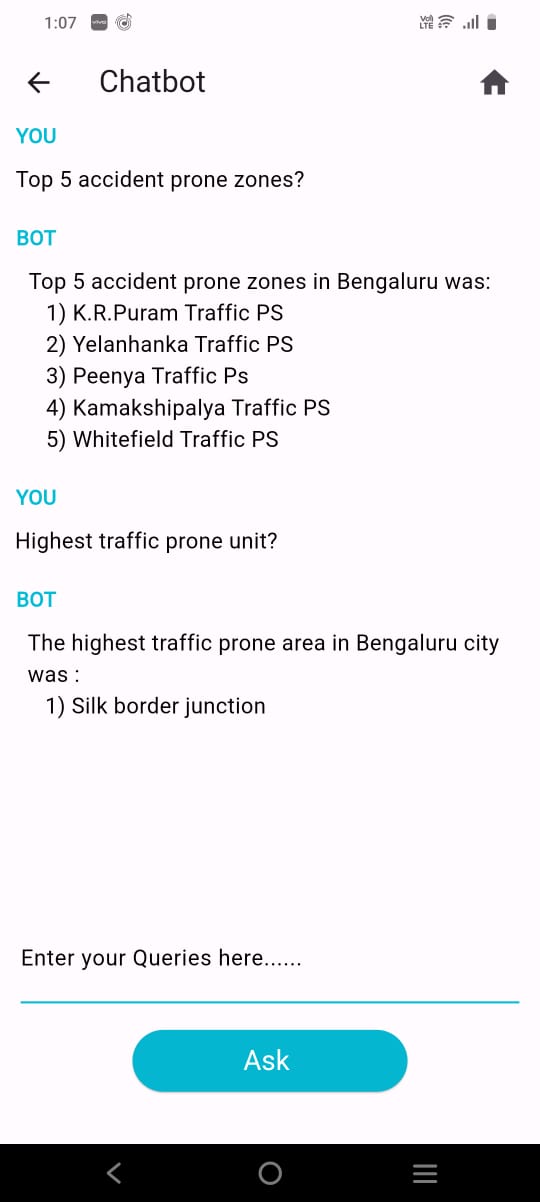 1:07
Chatbot
YOU
Top 5 accident prone zones?
BOT
Top 5 accident prone zones in Bengaluru was:
1) K.R.Puram Traffic PS
2) Yelanhanka Traffic PS
3) Peenya Traffic Ps
4) Kamakshipalya Traffic PS
5) Whitefield Traffic PS
YOU
Highest traffic prone unit?
BOT
The highest traffic prone area in Bengaluru city
was :
1) Silk border junction
Enter your Queries here......
Ask